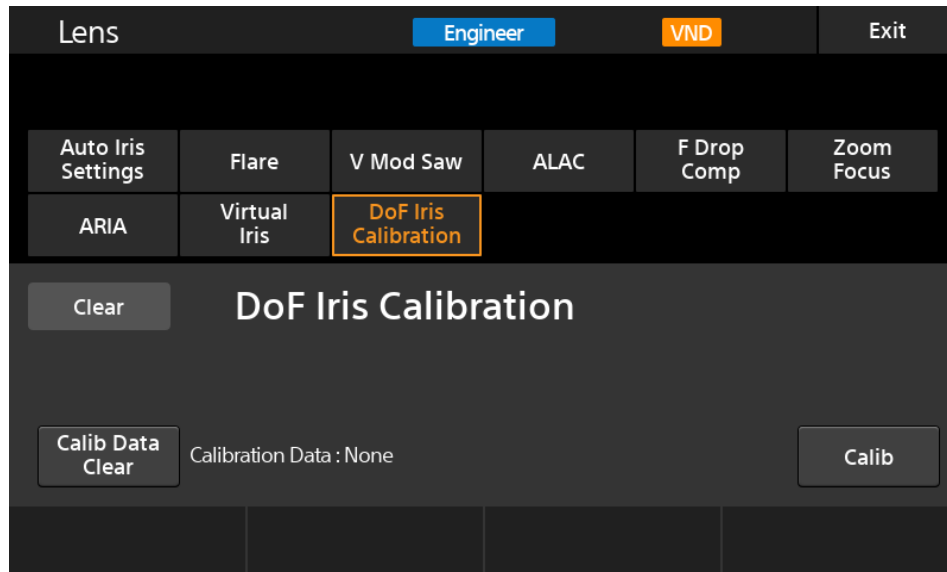 Lens Engineer VND Exit
Auto Iris
Settings
Flare
V Mod Saw
ALAC
F Drop
Comp
Zoom
Focus
ARIA
Virtual
Iris
DoF Iris
Calibration
Clear
DoF Iris Calibration
Calib Data
Clear
Calibration Data : None
Calib